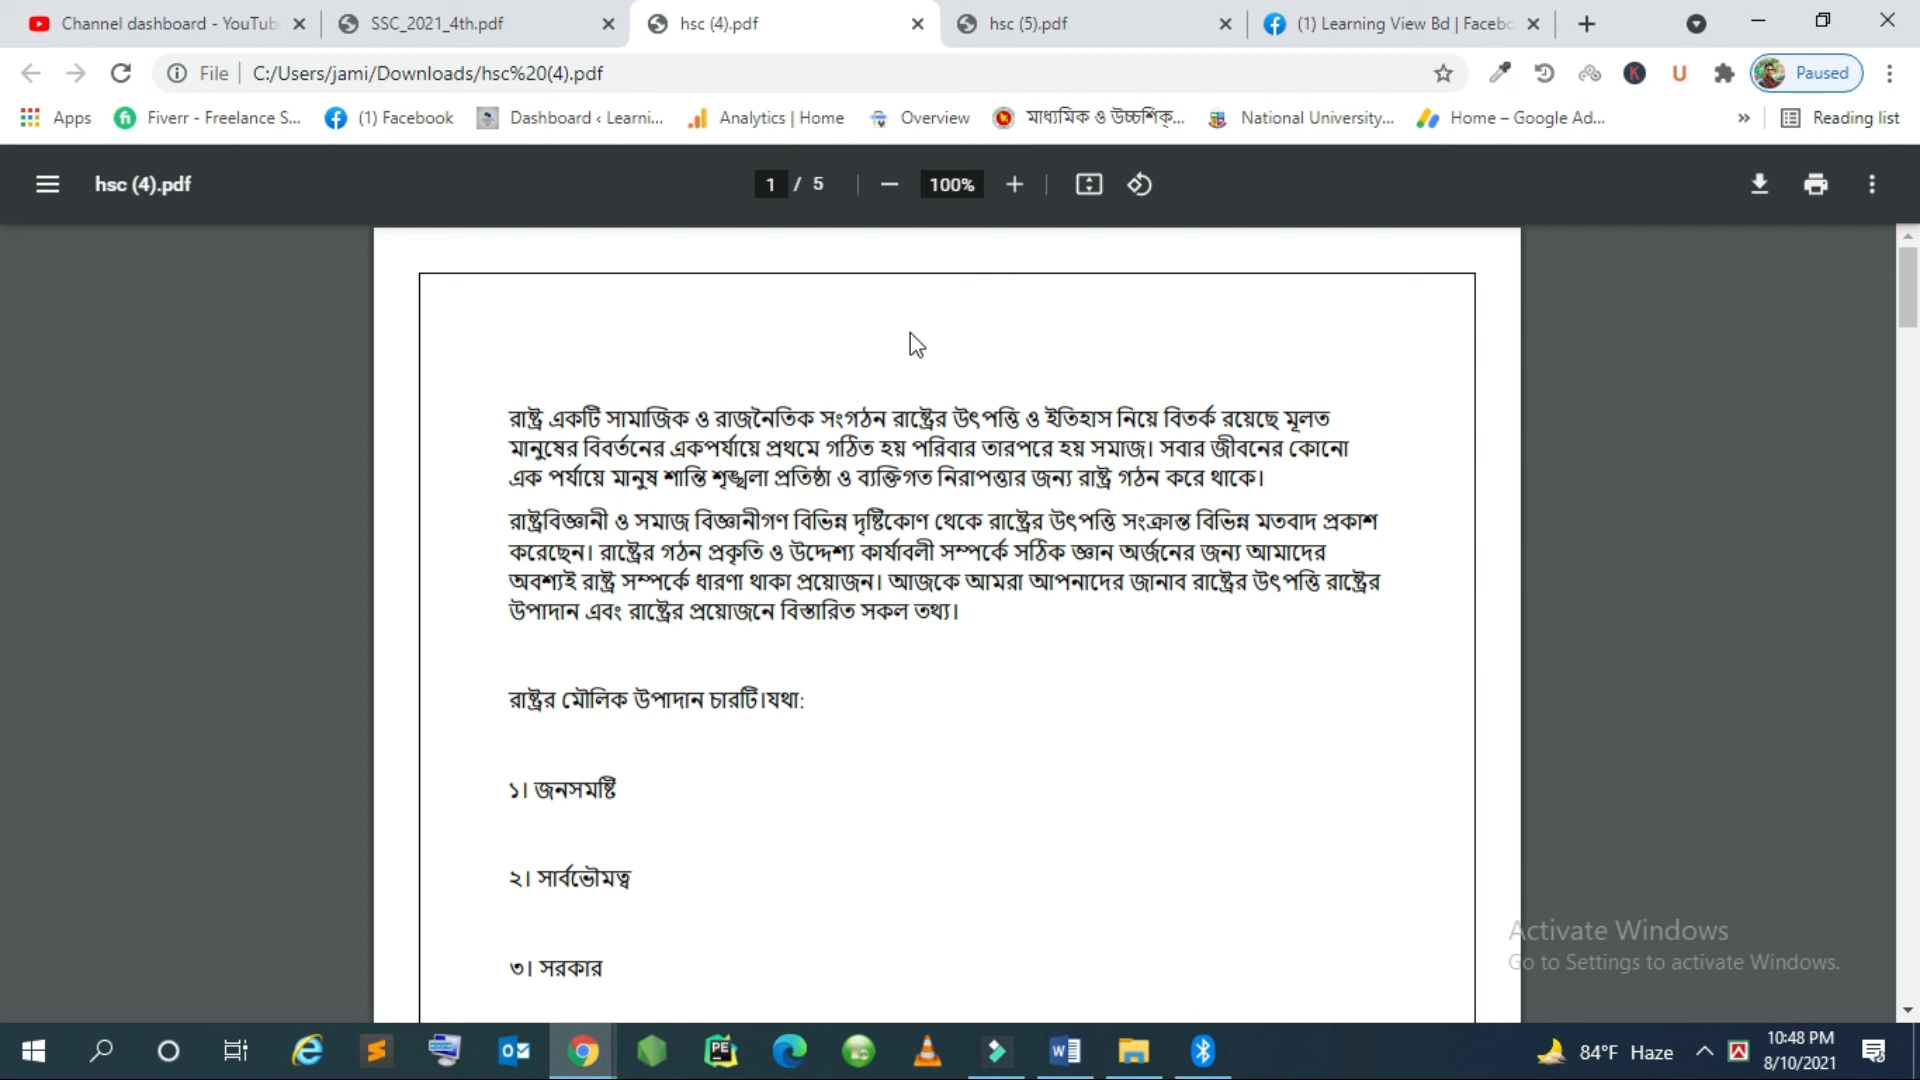 Channel dashboard - YouTub
SSC_2021_4th.pdf
hsc (4).pdf
hsc (5).pdf
(1) Learning View Bd | Facebo
File | C:/Users/jami/Downloads/hsc%20(4).pdf
Paused
Apps
Fiverr - Freelance S...
(1) Facebook
Dashboard ‹ Learni...
Analytics | Home
Overview
মাধ্যমিক ও উচ্চশিক্...
National University...
Home – Google Ad...
»
Reading list
hsc (4).pdf
1 / 5
100%
রাষ্ট্র একটি সামাজিক ও রাজনৈতিক সংগঠন রাষ্ট্রের উৎপত্তি ও ইতিহাস নিয়ে বিতর্ক রয়েছে মূলত
মানুষের বিবর্তনের একপর্যায়ে প্রথমে গঠিত হয় পরিবার তারপরে হয় সমাজ। সবার জীবনের কোনো
এক পর্যায়ে মানুষ শান্তি শৃঙ্খলা প্রতিষ্ঠা ও ব্যক্তিগত নিরাপত্তার জন্য রাষ্ট্র গঠন করে থাকে।
রাষ্ট্রবিজ্ঞানী ও সমাজ বিজ্ঞানীগণ বিভিন্ন দৃষ্টিকোণ থেকে রাষ্ট্রের উৎপত্তি সংক্রান্ত বিভিন্ন মতবাদ প্রকাশ
করেছেন। রাষ্ট্রের গঠন প্রকৃতি ও উদ্দেশ্য কার্যাবলী সম্পর্কে সঠিক জ্ঞান অর্জনের জন্য আমাদের
অবশ্যই রাষ্ট্র সম্পর্কে ধারণা থাকা প্রয়োজন। আজকে আমরা আপনাদের জানাব রাষ্ট্রের উৎপত্তি রাষ্ট্রের
উপাদান এবং রাষ্ট্রের প্রয়োজনে বিস্তারিত সকল তথ্য।
রাষ্ট্রর মৌলিক উপাদান চারটি।যথা:
১। জনসমষ্টি
২। সার্বভৌমত্ব
৩। সরকার
Activate Windows
Go to Settings to activate Windows.
84°F Haze
10:48 PM
8/10/2021